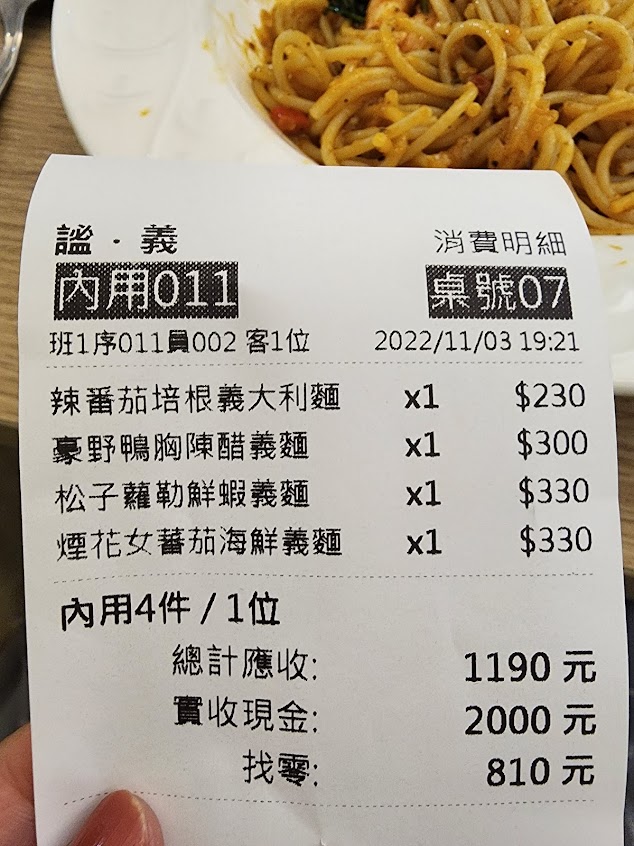 謐．義 消費明細
內用011 桌號07
班1序011員002 客1位 2022/11/03 19:21
辣番茄培根義大利麵 x1 $230
豪野鴨胸陳醋義麵 x1 $300
松子蘿勒鮮蝦義麵 x1 $330
煙花女蕃茄海鮮義麵 x1 $330
內用4件 / 1位
總計應收: 1190 元
實收現金: 2000 元
找零: 810 元